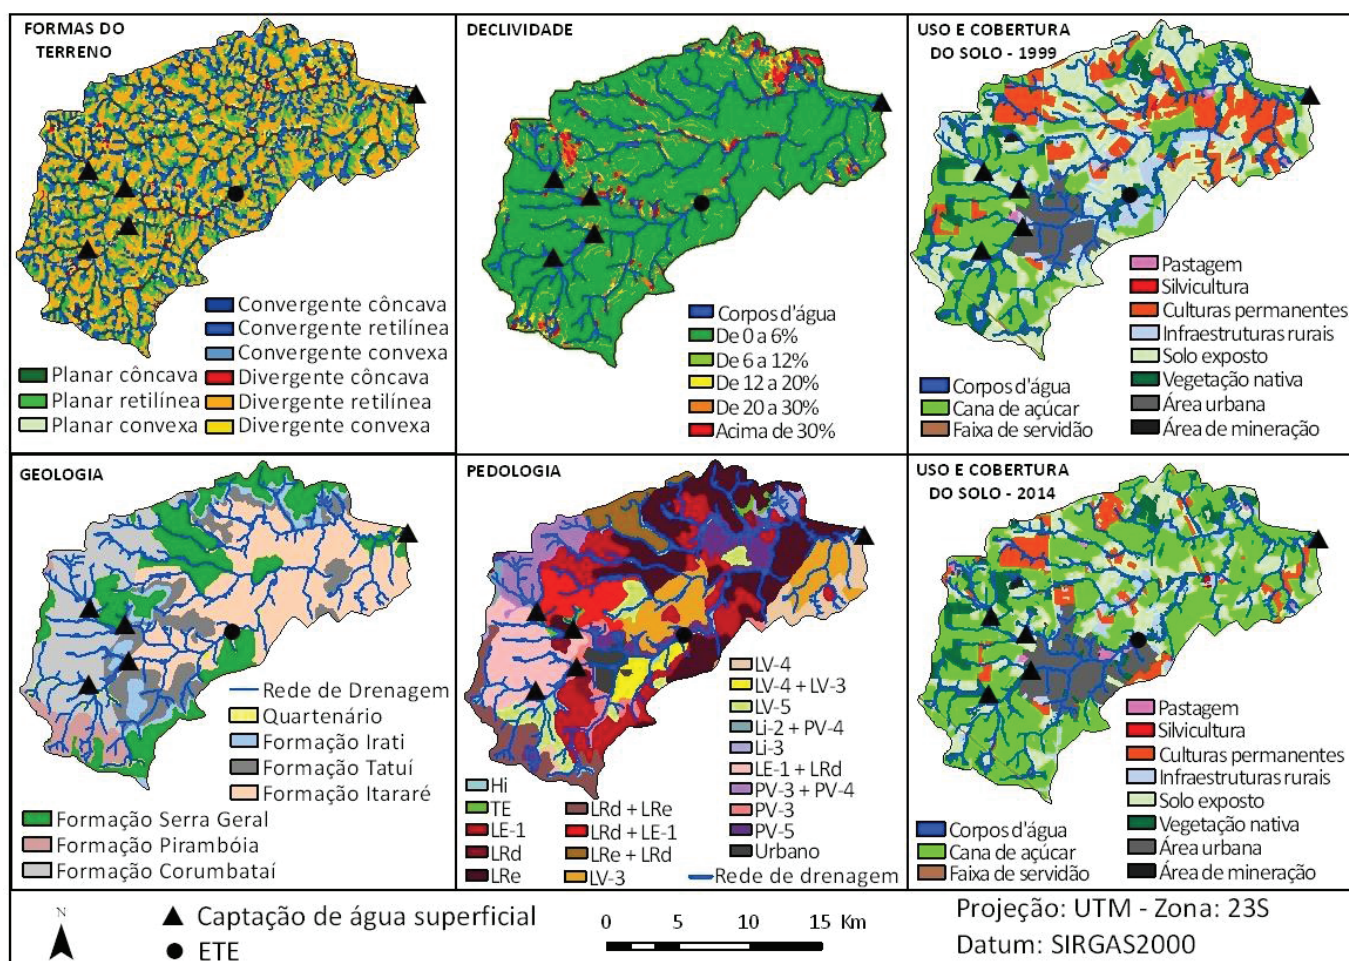 FORMAS DO
TERRENO
Convergente côncava
Convergente retilínea
Convergente convexa
Planar côncava
Divergente côncava
Planar retilínea
Divergente retilínea
Planar convexa
Divergente convexa
DECLIVIDADE
Corpos d'água
De 0 a 6%
De 6 a 12%
De 12 a 20%
De 20 a 30%
Acima de 30%
USO E COBERTURA
DO SOLO - 1999
Pastagem
Silvicultura
Culturas permanentes
Infraestruturas rurais
Solo exposto
Corpos d'água
Vegetação nativa
Cana de açúcar
Área urbana
Faixa de servidão
Área de mineração
GEOLOGIA
Rede de Drenagem
Quartenário
Formação Irati
Formação Tatuí
Formação Itararé
Formação Serra Geral
Formação Pirambóia
Formação Corumbataí
PEDOLOGIA
LV-4
LV-4 + LV-3
LV-5
Li-2 + PV-4
Li-3
Hi
LE-1 + LRd
TE
LRd + LRe
PV-3 + PV-4
LE-1
LRd + LE-1
PV-3
LRd
LRe + LRd
PV-5
LRe
LV-3
Urbano
Rede de drenagem
USO E COBERTURA
DO SOLO - 2014
Pastagem
Silvicultura
Culturas permanentes
Infraestruturas rurais
Solo exposto
Corpos d'água
Vegetação nativa
Cana de açúcar
Área urbana
Faixa de servidão
Área de mineração
N
Captação de água superficial
ETE
0 5 10 15 Km
Projeção: UTM - Zona: 23S
Datum: SIRGAS2000